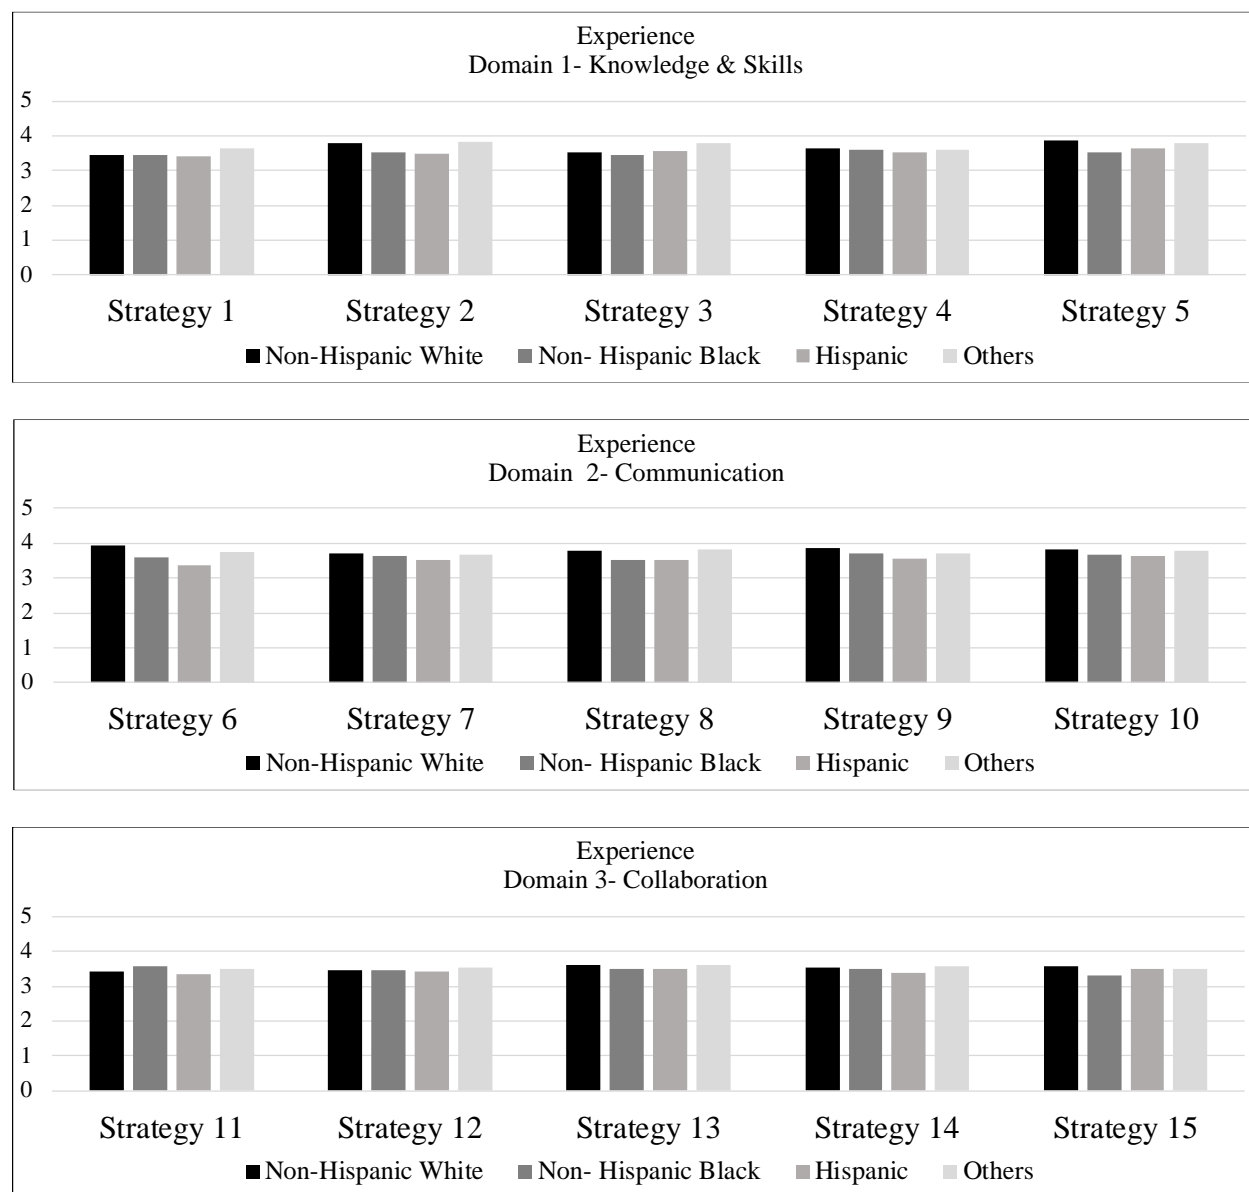 Experience
Domain 1- Knowledge & Skills
5
4
3
2
1
0
Strategy 1 Strategy 2 Strategy 3 Strategy 4 Strategy 5
Non-Hispanic White Non- Hispanic Black Hispanic Others
Experience
Domain 2- Communication
5
4
3
2
1
0
Strategy 6 Strategy 7 Strategy 8 Strategy 9 Strategy 10
Non-Hispanic White Non- Hispanic Black Hispanic Others
Experience
Domain 3- Collaboration
5
4
3
2
1
0
Strategy 11 Strategy 12 Strategy 13 Strategy 14 Strategy 15
Non-Hispanic White Non- Hispanic Black Hispanic Others